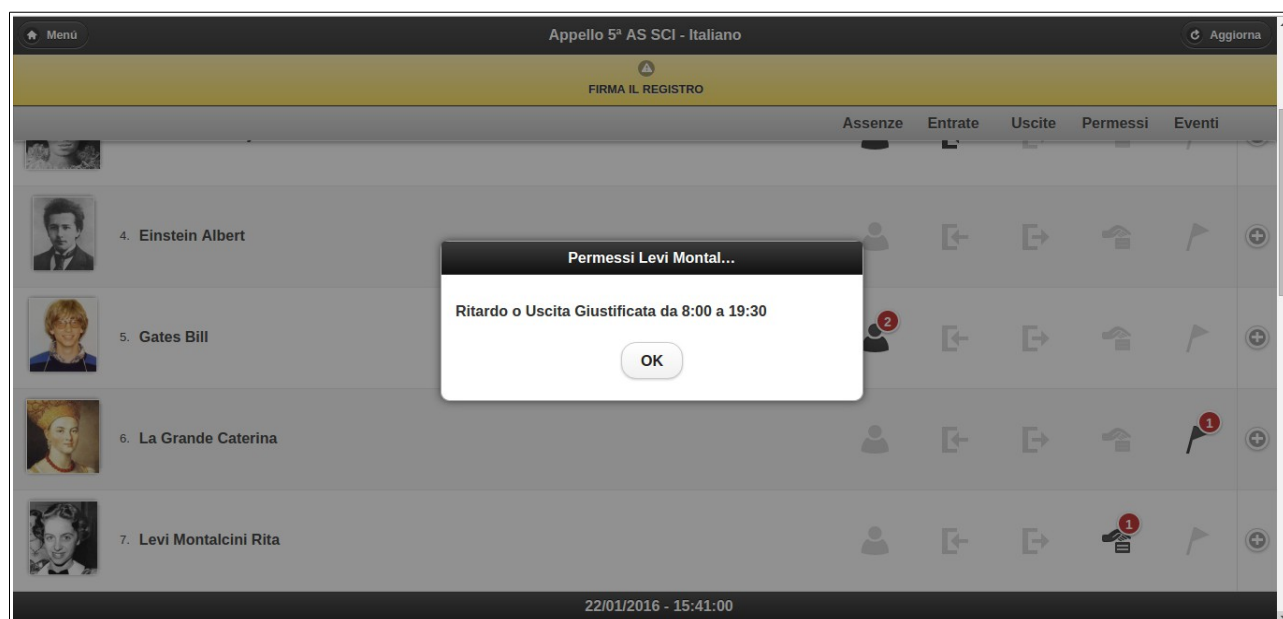 Menú
Appello 5ª AS SCI - Italiano
Aggiorna
FIRMA IL REGISTRO
Assenze Entrate Uscite Permessi Eventi
4. Einstein Albert
Permessi Levi Montal...
Ritardo o Uscita Giustificata da 8:00 a 19:30
OK
5. Gates Bill
2
6. La Grande Caterina
1
7. Levi Montalcini Rita
1
22/01/2016 - 15:41:00